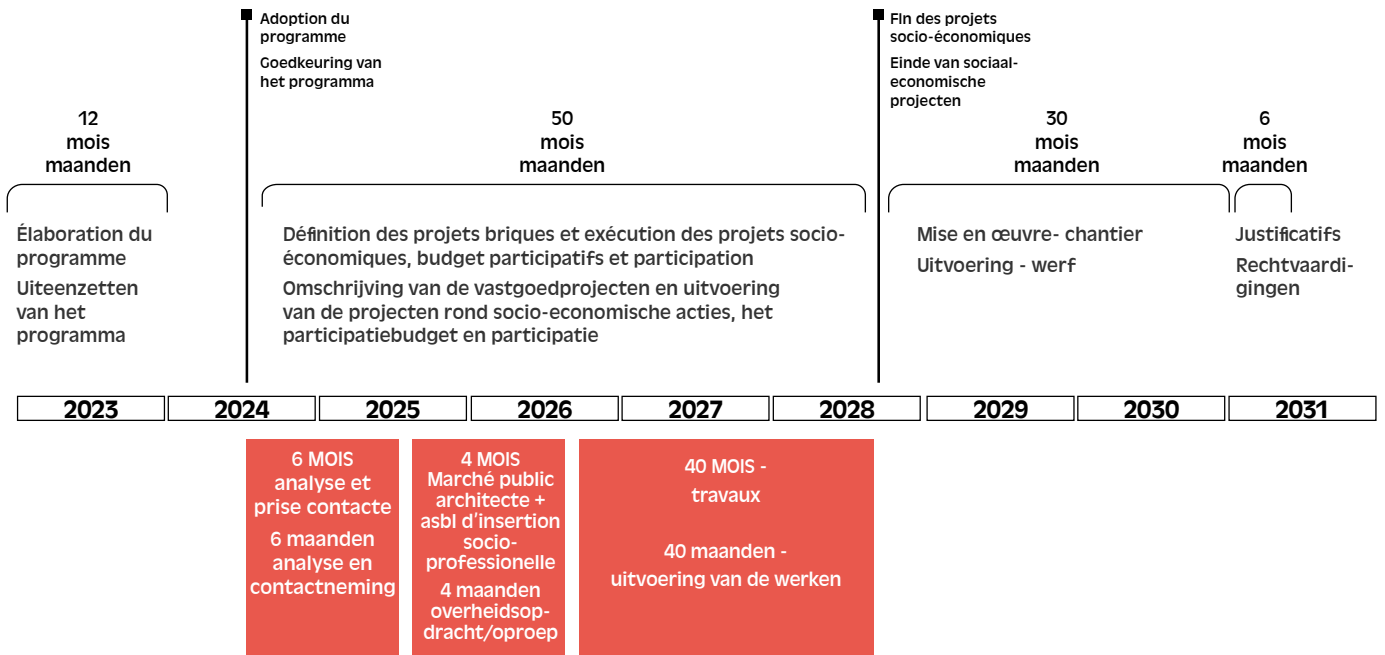 Adoption du
programme
Goedkeuring van
het programma
FIn des projets
socio-économiques
Einde van sociaal-
economische
projecten
12
mois
maanden
50
mois
maanden
30
mois
maanden
6
mois
maanden
Élaboration du
programme
Uiteenzetten
van het
programma
Définition des projets briques et exécution des projets socio-
économiques, budget participatifs et participation
Omschrijving van de vastgoedprojecten en uitvoering
van de projecten rond socio-economische acties, het
participatiebudget en participatie
Mise en œuvre- chantier
Uitvoering - werf
Justificatifs
Rechtvaardi-
gingen
2023
2024
2025
2026
2027
2028
2029
2030
2031
6 MOIS
analyse et
prise contacte
6 maanden
analyse en
contactneming
4 MOIS
Marché public
architecte +
asbl d’insertion
socio-
professionelle
4 maanden
overheidsop-
dracht/oproep
40 MOIS -
travaux
40 maanden -
uitvoering van de werken